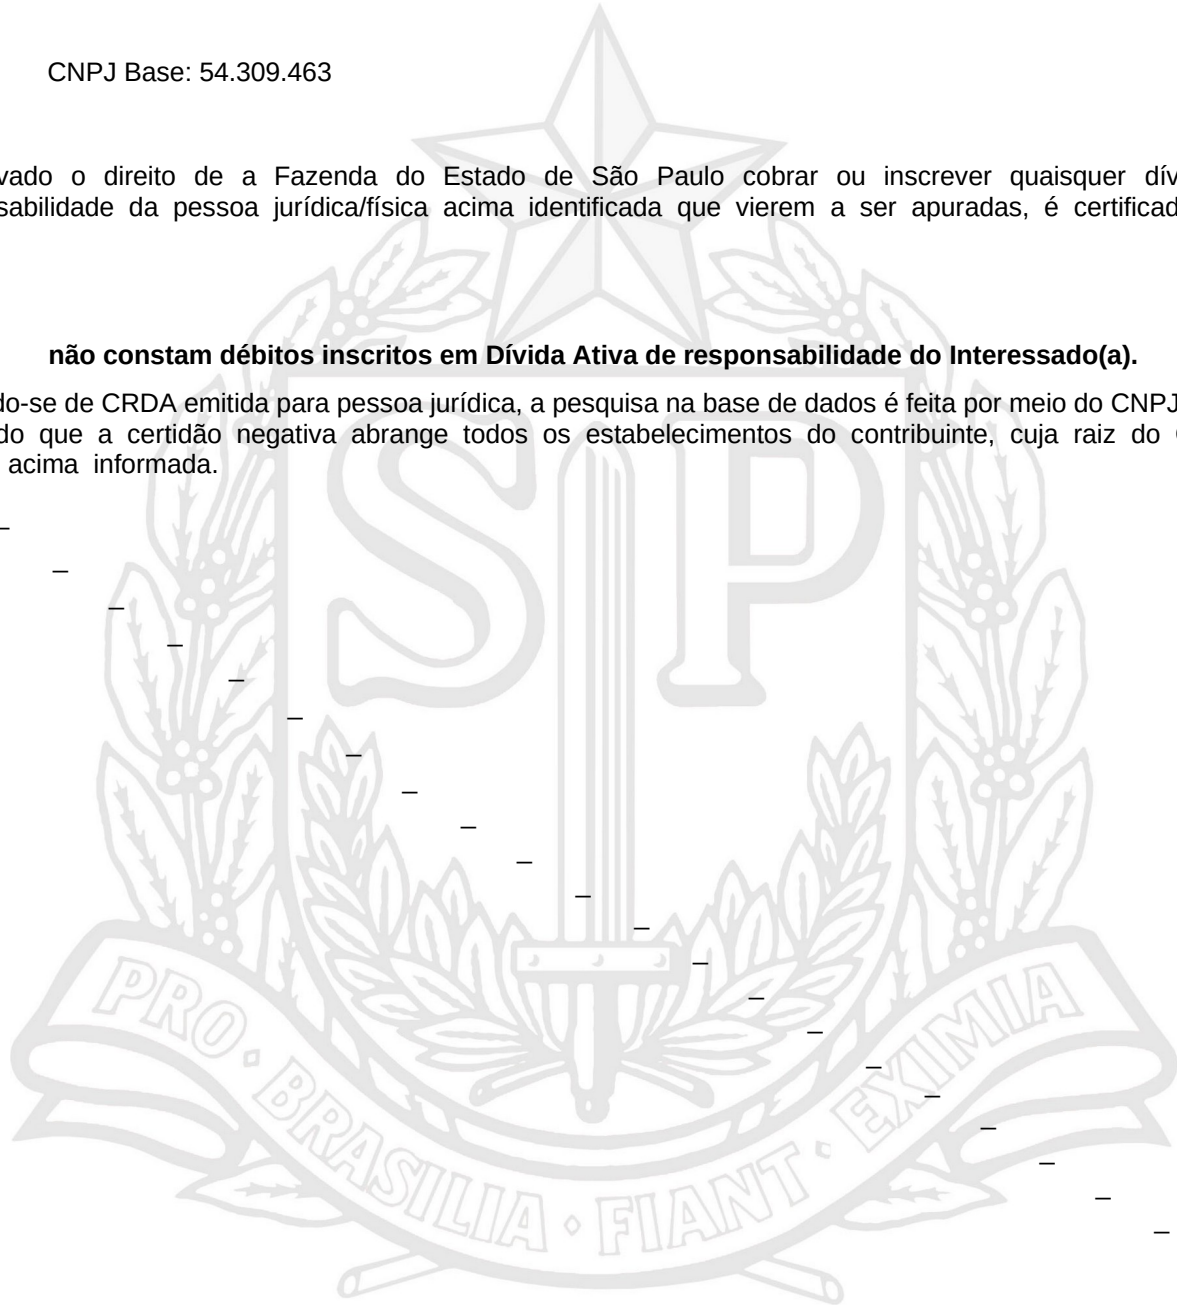 CNPJ Base: 54.309.463
vado o direito de a Fazenda do Estado de São Paulo cobrar ou inscrever quaisquer dív
sabilidade da pessoa jurídica/física acima identificada que vierem a ser apuradas, é certificad
não constam débitos inscritos em Dívida Ativa de responsabilidade do Interessado(a).
do-se de CRDA emitida para pessoa jurídica, a pesquisa na base de dados é feita por meio do CNPJ
do que a certidão negativa abrange todos os estabelecimentos do contribuinte, cuja raiz do
acima informada.
SP
PRO · BRASILIA · FIANT · EXIMIA